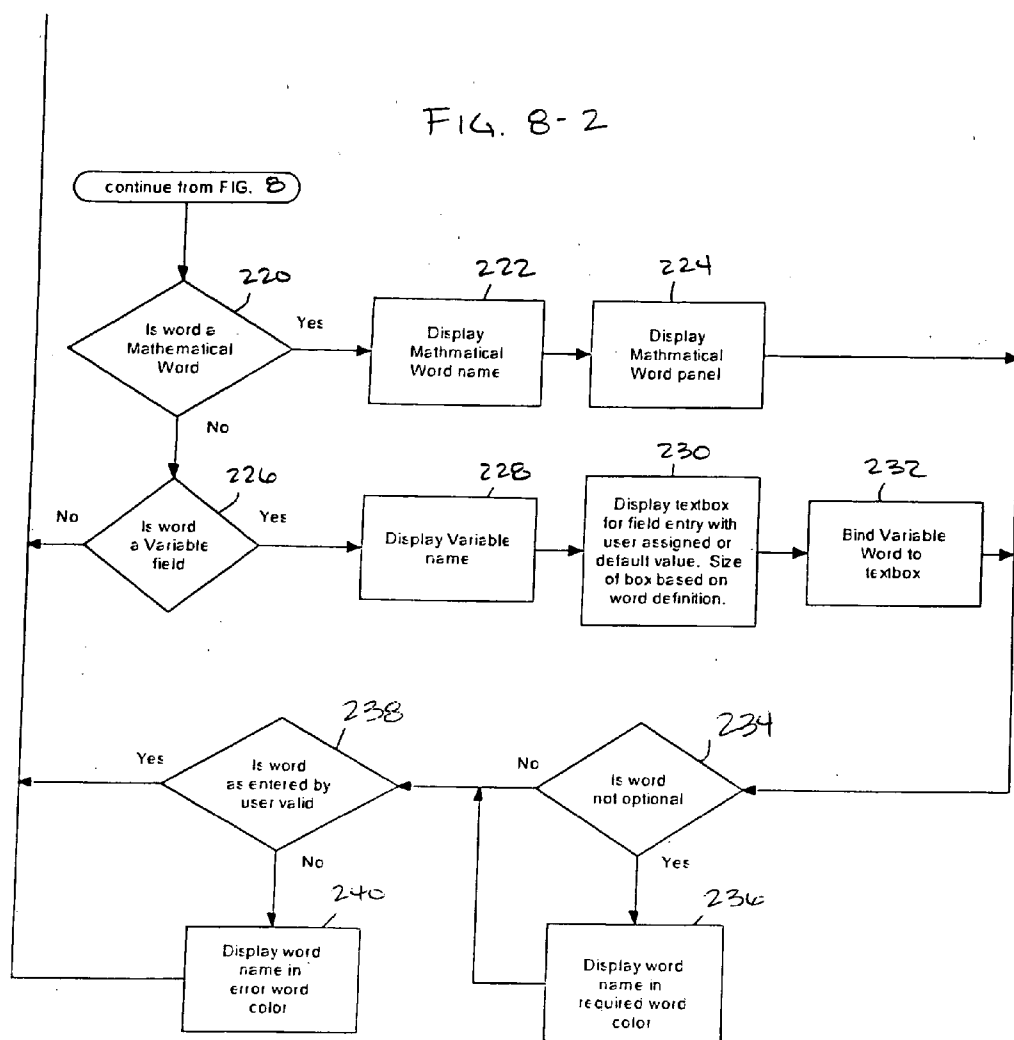 FIG. 8-2
continue from FIG. 8
220
Is word a
Mathematical
Word
Yes
No
222
Display
Mathmatical
Word name
224
Display
Mathmatical
Word panel
226
Is word
a Variable
field
No
Yes
228
Display Variable
name
230
Display textbox
for field entry with
user assigned or
default value. Size
of box based on
word definition.
232
Bind Variable
Word to
textbox
234
Is word
not optional
No
Yes
236
Display word
name in
required word
color
238
Is word
as entered by
user valid
Yes
No
240
Display word
name in
error word
color